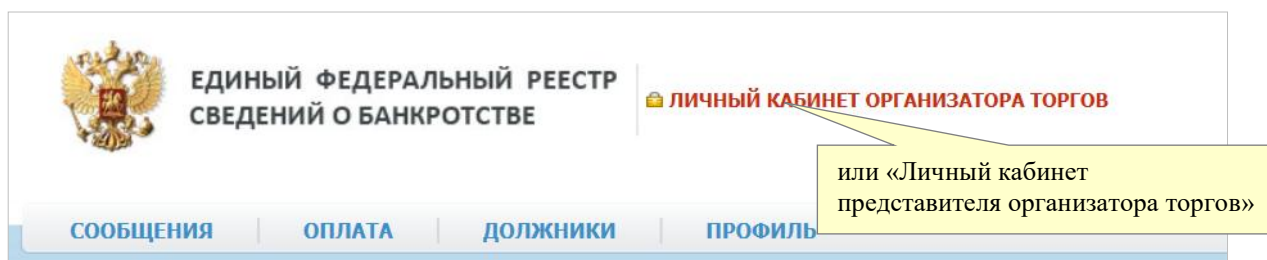 ЕДИНЫЙ ФЕДЕРАЛЬНЫЙ РЕЕСТР
СВЕДЕНИЙ О БАНКРОТСТВЕ
ЛИЧНЫЙ КАБИНЕТ ОРГАНИЗАТОРА ТОРГОВ
или «Личный кабинет
представителя организатора торгов»
СООБЩЕНИЯ ОПЛАТА ДОЛЖНИКИ ПРОФИЛЬ